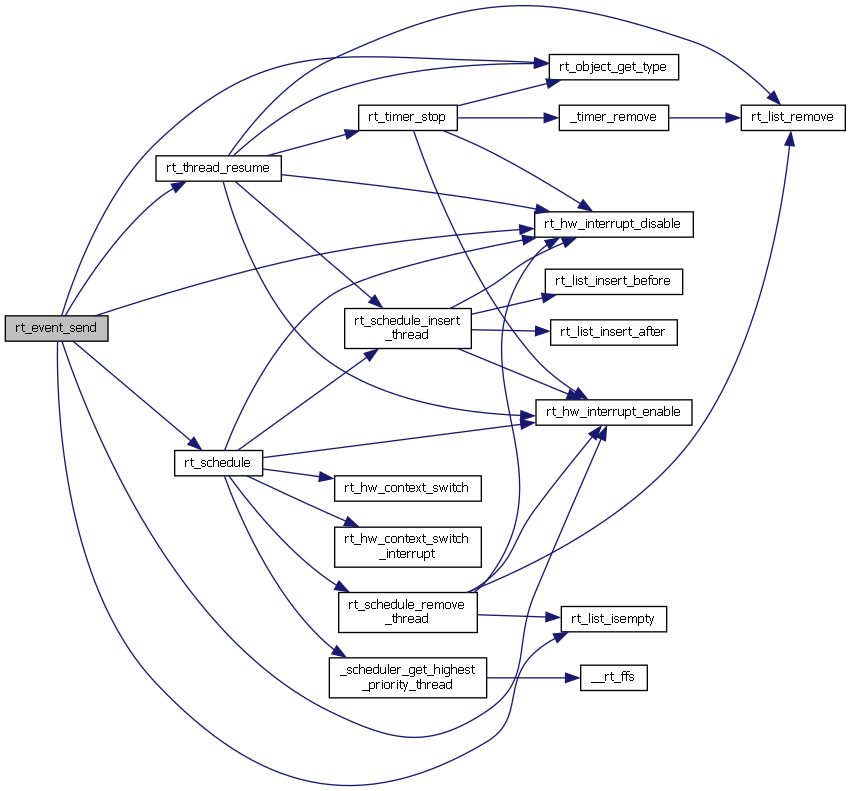 rt_object_get_type
rt_timer_stop
_timer_remove
rt_list_remove
rt_thread_resume
rt_hw_interrupt_disable
rt_list_insert_before
rt_event_send
rt_schedule_insert
_thread
rt_list_insert_after
rt_hw_interrupt_enable
rt_schedule
rt_hw_context_switch
rt_hw_context_switch
_interrupt
rt_schedule_remove
_thread
rt_list_isempty
_scheduler_get_highest
_priority_thread
__rt_ffs